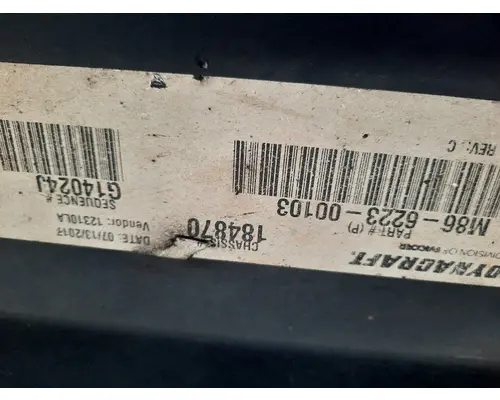 DYNACRAFT.
DIVISION OF PACCAR
PART # (P)
M86-6223-00103
REV: C
CHASSIS #
184870
DATE: 07/13/2017
Vendor: 12310LA
SEQUENCE #
G14024J